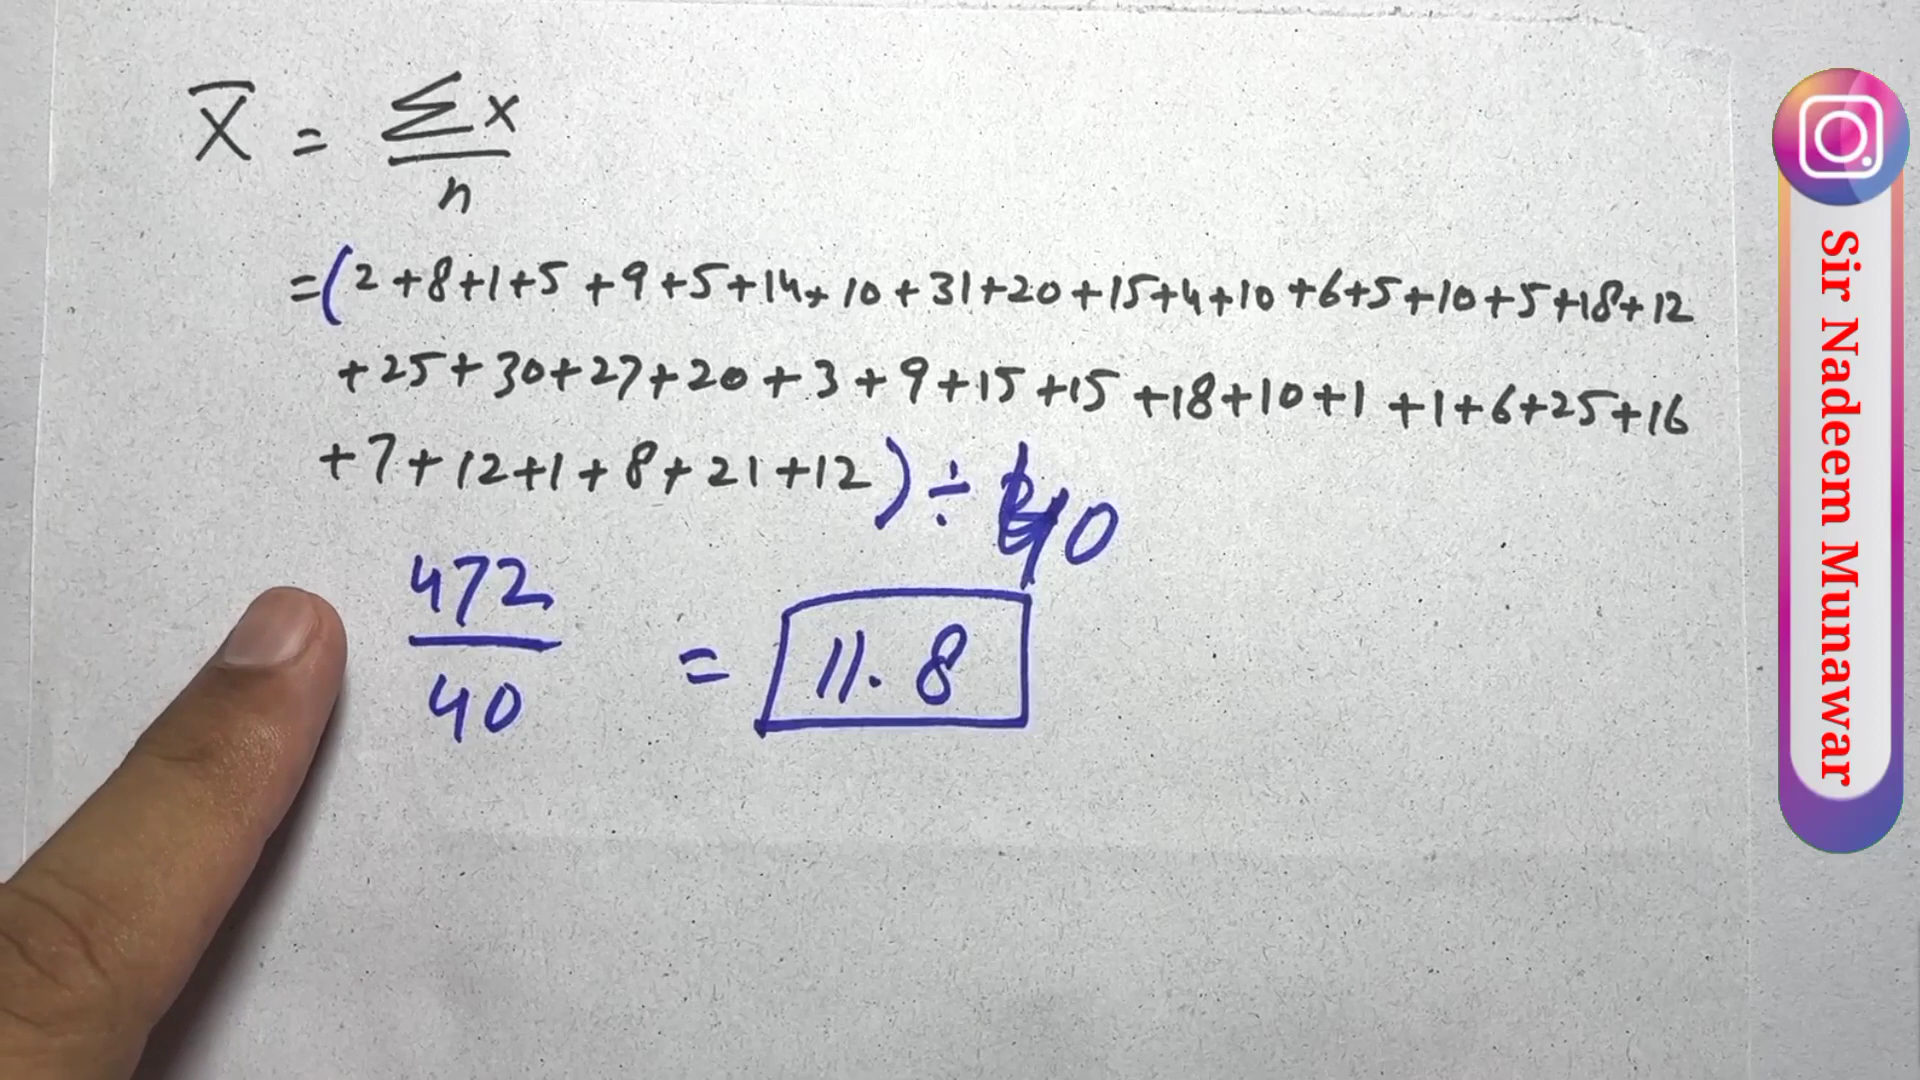 X̄ = Σx
n
=(2+8+1+5+9+5+14+10+31+20+15+4+10+6+5+10+5+18+12
+25+30+27+20+3+9+15+15+18+10+1+1+6+25+16
+7+12+1+8+21+12)÷40
472
40
= 11.8
Sir Nadeem Munawar